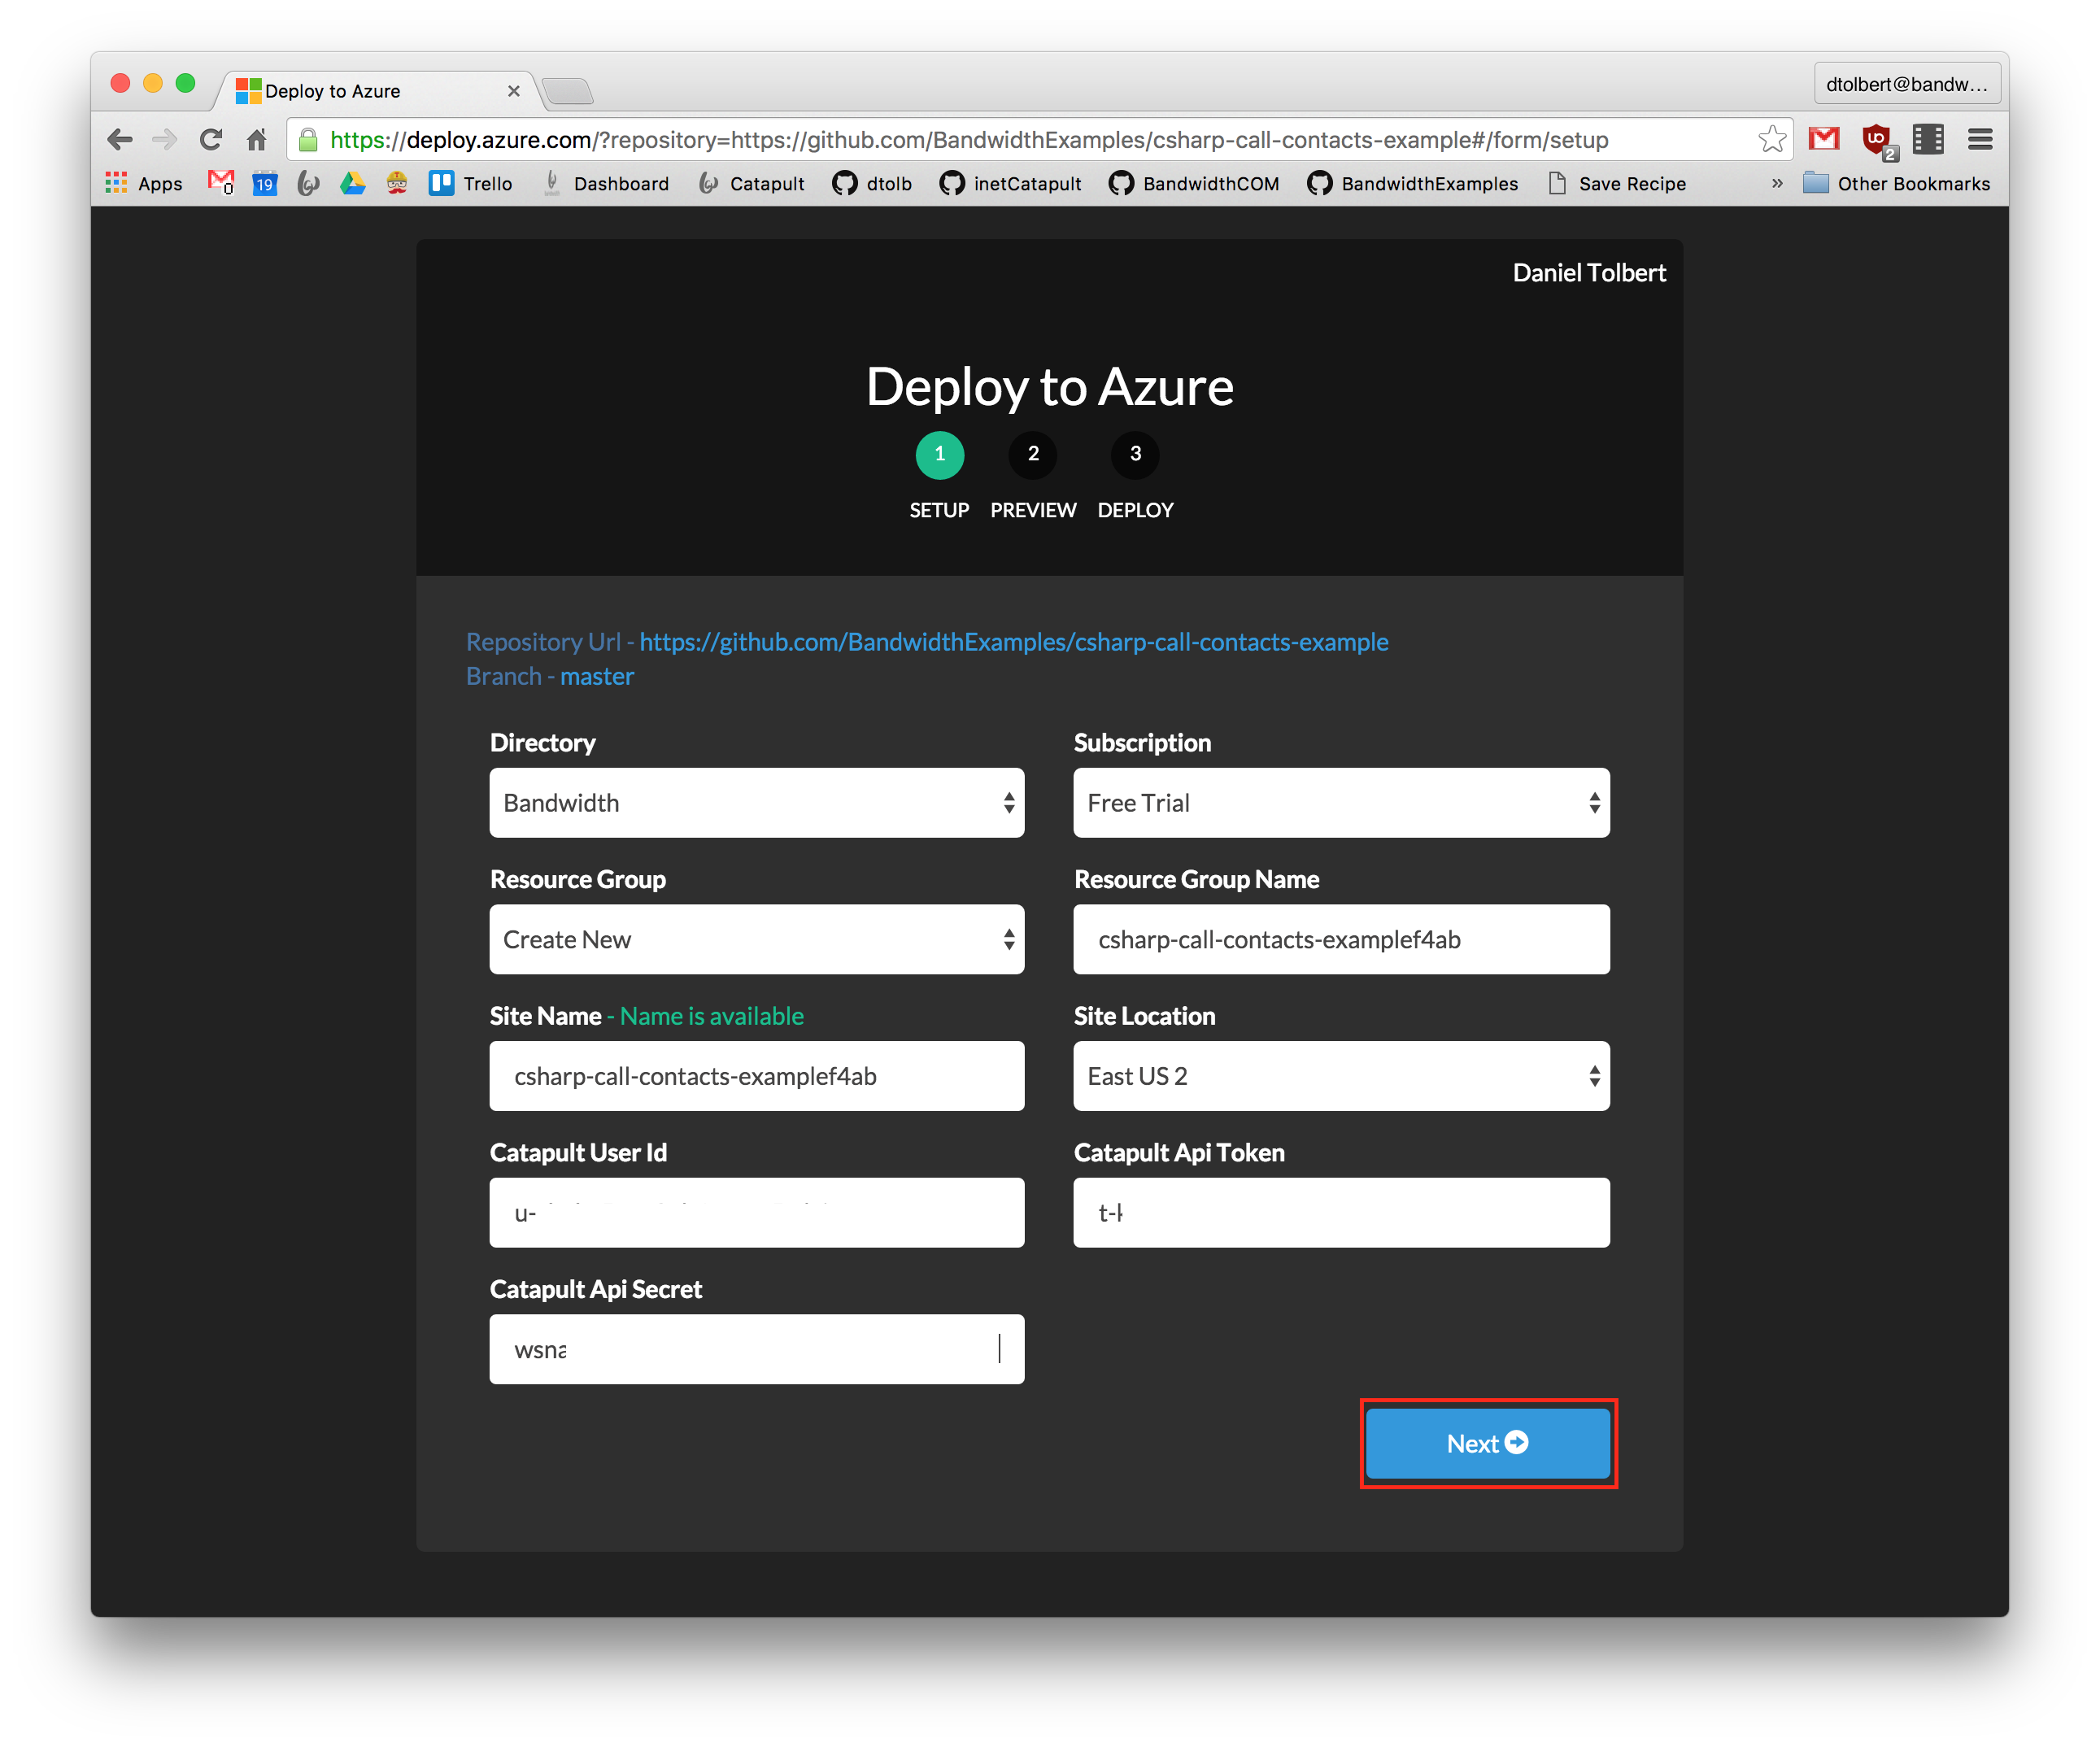 Deploy to Azure
dtolbert@bandw...
https://deploy.azure.com/?repository=https://github.com/BandwidthExamples/csharp-call-contacts-example#/form/setup
2
Apps 0 19 Trello Dashboard Catapult dtolb inetCatapult BandwidthCOM BandwidthExamples Save Recipe » Other Bookmarks
Daniel Tolbert
Deploy to Azure
1 2 3
SETUP PREVIEW DEPLOY
Repository Url - https://github.com/BandwidthExamples/csharp-call-contacts-example
Branch - master
Directory Subscription
Bandwidth Free Trial
Resource Group Resource Group Name
Create New csharp-call-contacts-examplef4ab
Site Name - Name is available Site Location
csharp-call-contacts-examplef4ab East US 2
Catapult User Id Catapult Api Token
u- t-
Catapult Api Secret
wsna
Next